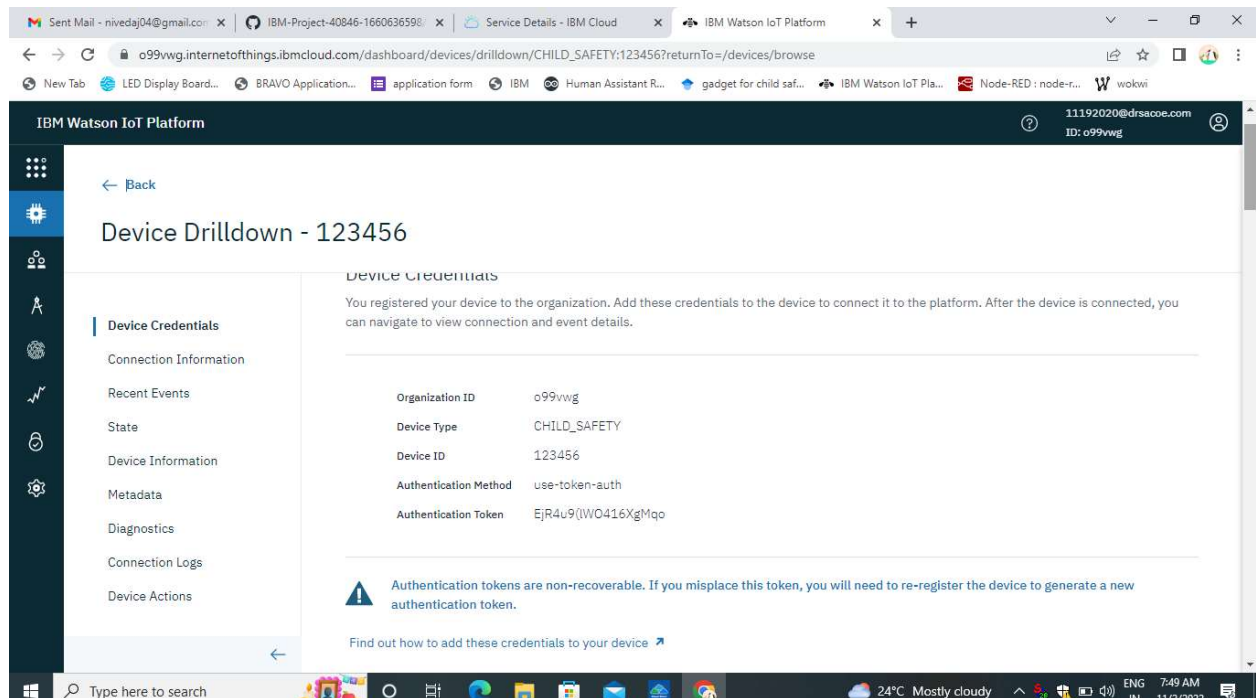 Sent Mail - nivedaj04@gmail.com
IBM-Project-40846-1660636598/
Service Details - IBM Cloud
IBM Watson IoT Platform
o99vwg.internetofthings.ibmcloud.com/dashboard/devices/drilldown/CHILD_SAFETY:123456?returnTo=/devices/browse
New Tab
LED Display Board...
BRAVO Application...
application form
IBM
Human Assistant R...
gadget for child saf...
IBM Watson IoT Pla...
Node-RED : node-r...
wokwi
IBM Watson IoT Platform
11192020@drsacoe.com
ID: o99vwg
Back
Device Drilldown - 123456
Device Credentials
Connection Information
Recent Events
State
Device Information
Metadata
Diagnostics
Connection Logs
Device Actions
Device Credentials
You registered your device to the organization. Add these credentials to the device to connect it to the platform. After the device is connected, you
can navigate to view connection and event details.
Organization ID o99vwg
Device Type CHILD_SAFETY
Device ID 123456
Authentication Method use-token-auth
Authentication Token EjR4u9(lWO416XgMqo
Authentication tokens are non-recoverable. If you misplace this token, you will need to re-register the device to generate a new
authentication token.
Find out how to add these credentials to your device
Type here to search
24°C Mostly cloudy
ENG
IN
7:49 AM